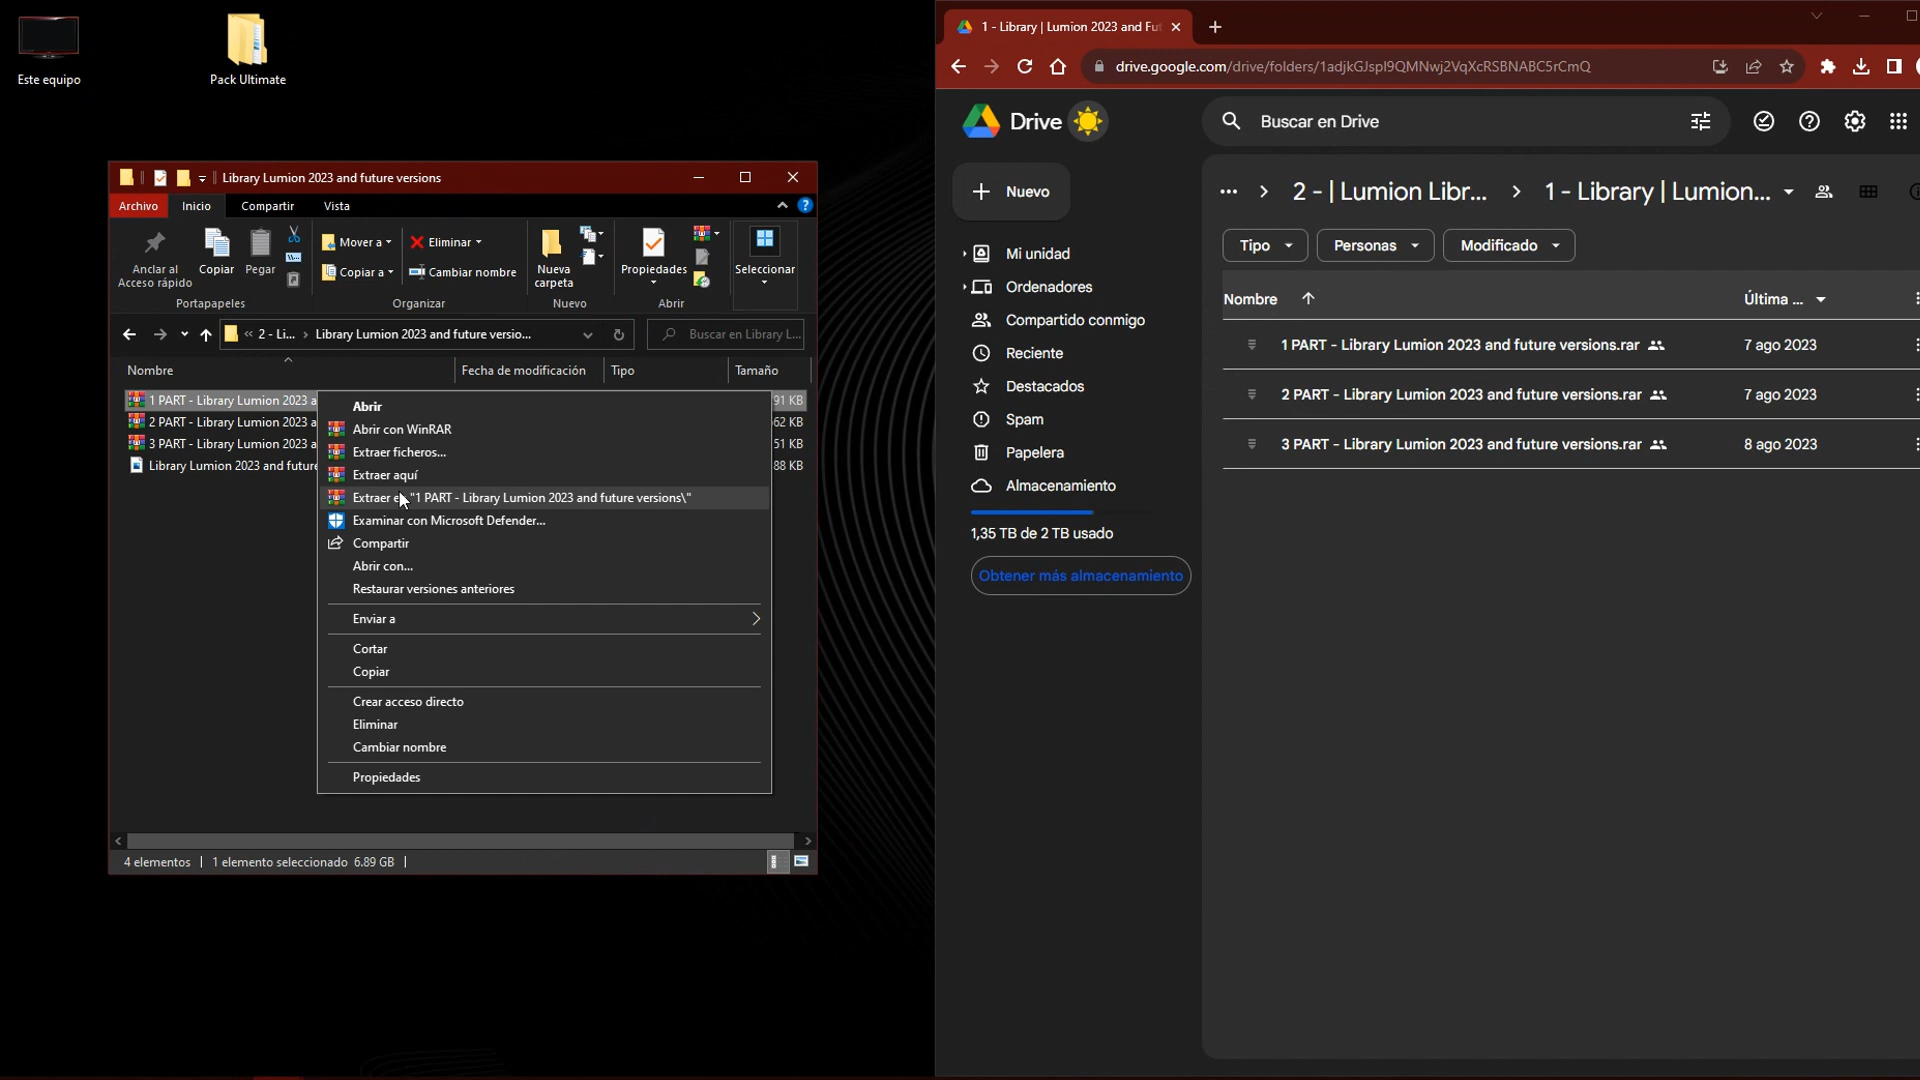 Este equipo
Pack Ultimate
Library Lumion 2023 and future versions
Archivo Inicio Compartir Vista
Anclar al
Acceso rápido
Copiar
Pegar
Mover a
Copiar a
Eliminar
Cambiar nombre
Nueva
carpeta
Propiedades
Seleccionar
Portapapeles Organizar Nuevo Abrir
« 2 - Li... › Library Lumion 2023 and future versio...
Buscar en Library L...
Nombre Fecha de modificación Tipo Tamaño
1 PART - Library Lumion 2023 a 91 KB
2 PART - Library Lumion 2023 a 62 KB
3 PART - Library Lumion 2023 a 51 KB
Library Lumion 2023 and future 88 KB
Abrir
Abrir con WinRAR
Extraer ficheros...
Extraer aquí
Extraer e "1 PART - Library Lumion 2023 and future versions\"
Examinar con Microsoft Defender...
Compartir
Abrir con...
Restaurar versiones anteriores
Enviar a
Cortar
Copiar
Crear acceso directo
Eliminar
Cambiar nombre
Propiedades
4 elementos 1 elemento seleccionado 6.89 GB
1 - Library | Lumion 2023 and Fu
drive.google.com/drive/folders/1adjkGJspl9QMNwj2VqXcRSBNABC5rCmQ
Drive
Buscar en Drive
Nuevo
Mi unidad
Ordenadores
Compartido conmigo
Reciente
Destacados
Spam
Papelera
Almacenamiento
1,35 TB de 2 TB usado
Obtener más almacenamiento
... › 2 - | Lumion Libr... › 1 - Library | Lumion...
Tipo Personas Modificado
Nombre Última ...
1 PART - Library Lumion 2023 and future versions.rar 7 ago 2023
2 PART - Library Lumion 2023 and future versions.rar 7 ago 2023
3 PART - Library Lumion 2023 and future versions.rar 8 ago 2023